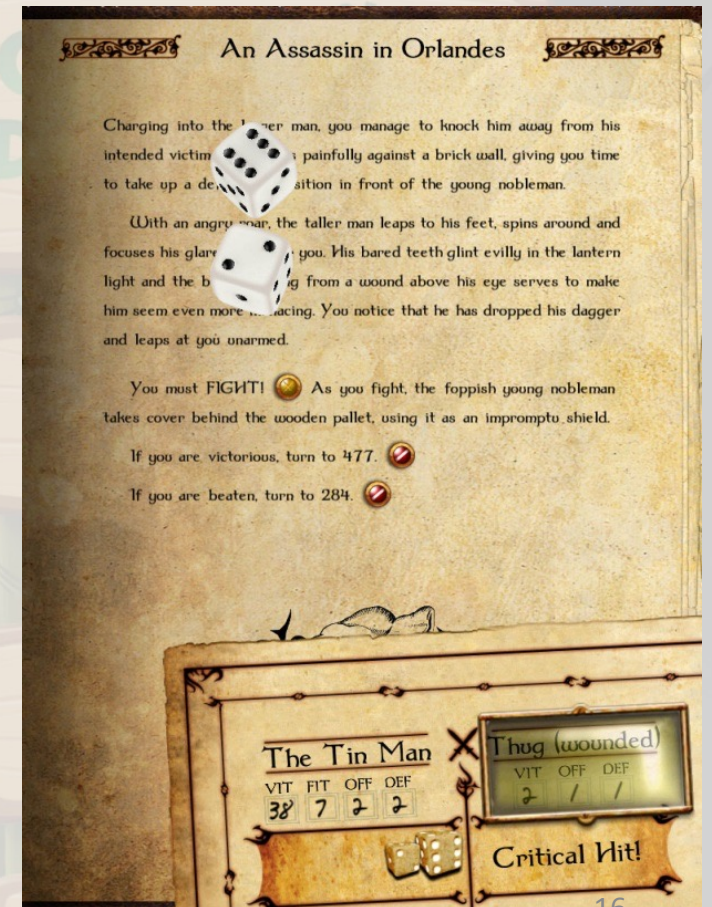 An Assassin in Orlandes
Charging into the man, you manage to knock him away from his
intended victim painfully against a brick wall, giving you time
to take up a in front of the young nobleman.
With an angry roar, the taller man leaps to his feet, spins around and
focuses his you. His bared teeth glint evilly in the lantern
light and the from a wound above his eye serves to make
him seem even more You notice that he has dropped his dagger
and leaps at you unarmed.
You must FIGHT! As you fight, the foppish young nobleman
takes cover behind the wooden pallet, using it as an impromptu shield.
If you are victorious, turn to 477.
If you are beaten, turn to 284.
The Tin Man
VIT FIT OFF DEF
38 7 2 2
Thug (wounded)
VIT OFF DEF
2 1 1
Critical Hit!
16